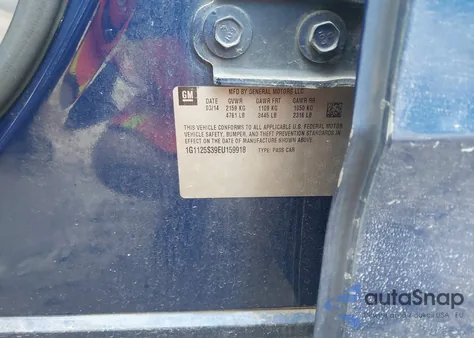 GM
MFD BY GENERAL MOTORS LLC
DATE GVWR GAWR FRT GAWR RR
03/14 2159 KG 1109 KG 1050 KG
4761 LB 2445 LB 2316 LB
THIS VEHICLE CONFORMS TO ALL APPLICABLE U.S. FEDERAL MOTOR
VEHICLE SAFETY, BUMPER, AND THEFT PREVENTION STANDARDS IN
EFFECT ON THE DATE OF MANUFACTURE SHOWN ABOVE.
1G1125S39EU159918 TYPE: PASS CAR
autoSnap